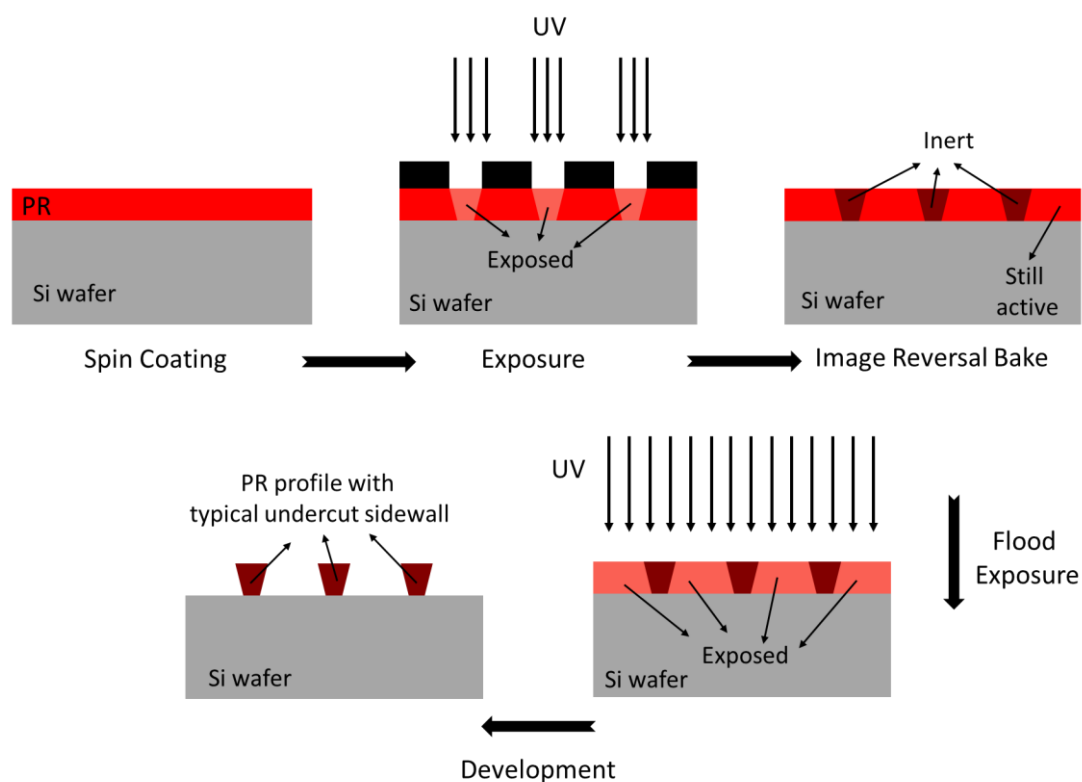 UV
PR
Si wafer
Spin Coating
Exposed
Si wafer
Exposure
Inert
Si wafer
Still
active
Image Reversal Bake
UV
Exposed
Si wafer
Flood
Exposure
PR profile with
typical undercut sidewall
Si wafer
Development